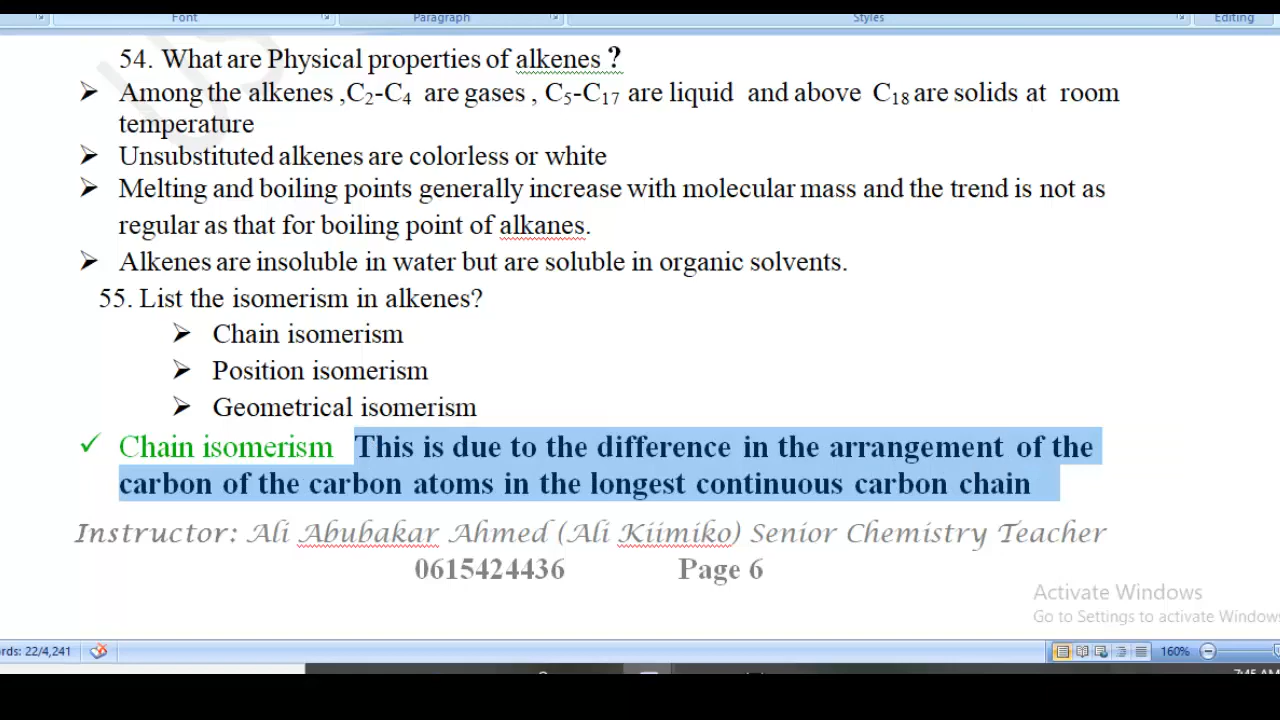 Font Paragraph Styles Editing
54. What are Physical properties of alkenes ?
➢ Among the alkenes ,C₂-C₄ are gases , C₅-C₁₇ are liquid and above C₁₈ are solids at room
temperature
➢ Unsubstituted alkenes are colorless or white
➢ Melting and boiling points generally increase with molecular mass and the trend is not as
regular as that for boiling point of alkanes.
➢ Alkenes are insoluble in water but are soluble in organic solvents.
55. List the isomerism in alkenes?
➢ Chain isomerism
➢ Position isomerism
➢ Geometrical isomerism
✓ Chain isomerism This is due to the difference in the arrangement of the
carbon of the carbon atoms in the longest continuous carbon chain
Instructor: Ali Abubakar Ahmed (Ali Kiimiko) Senior Chemistry Teacher
0615424436 Page 6
Activate Windows
Go to Settings to activate Windows
rds: 22/4,241 160%